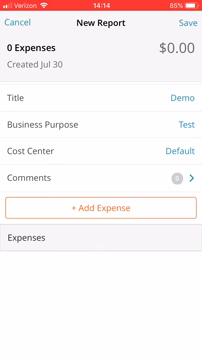 Verizon 14:14 85%
Cancel New Report Save
0 Expenses $0.00
Created Jul 30
Title Demo
Business Purpose Test
Cost Center Default
Comments 0
+ Add Expense
Expenses